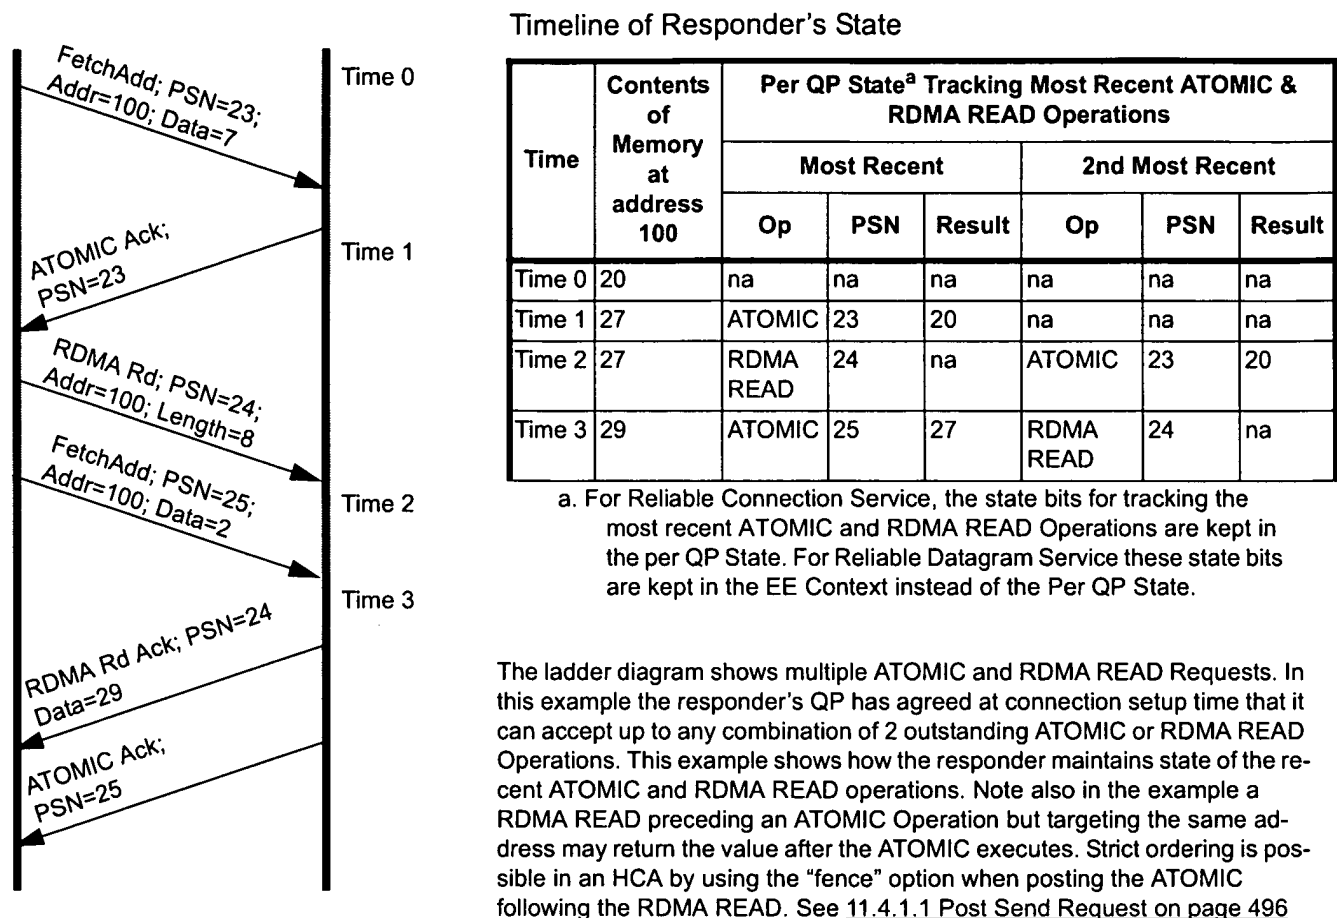 Timeline of Responder's State
FetchAdd; PSN=23;
Addr=100; Data=7
Time 0
ATOMIC Ack;
PSN=23
Time 1
RDMA Rd; PSN=24;
Addr=100; Length=8
FetchAdd; PSN=25;
Addr=100; Data=2
Time 2
Time 3
RDMA Rd Ack; PSN=24
Data=29
ATOMIC Ack;
PSN=25
Time
Contents
of
Memory
at
address
100
Per QP Stateª Tracking Most Recent ATOMIC &
RDMA READ Operations
Most Recent 2nd Most Recent
Op PSN Result Op PSN Result
Time 0 20 na na na na na na
Time 1 27 ATOMIC 23 20 na na na
Time 2 27 RDMA READ 24 na ATOMIC 23 20
Time 3 29 ATOMIC 25 27 RDMA READ 24 na
a. For Reliable Connection Service, the state bits for tracking the
most recent ATOMIC and RDMA READ Operations are kept in
the per QP State. For Reliable Datagram Service these state bits
are kept in the EE Context instead of the Per QP State.
The ladder diagram shows multiple ATOMIC and RDMA READ Requests. In
this example the responder's QP has agreed at connection setup time that it
can accept up to any combination of 2 outstanding ATOMIC or RDMA READ
Operations. This example shows how the responder maintains state of the re-
cent ATOMIC and RDMA READ operations. Note also in the example a
RDMA READ preceding an ATOMIC Operation but targeting the same ad-
dress may return the value after the ATOMIC executes. Strict ordering is pos-
sible in an HCA by using the "fence" option when posting the ATOMIC
following the RDMA READ. See 11.4.1.1 Post Send Request on page 496